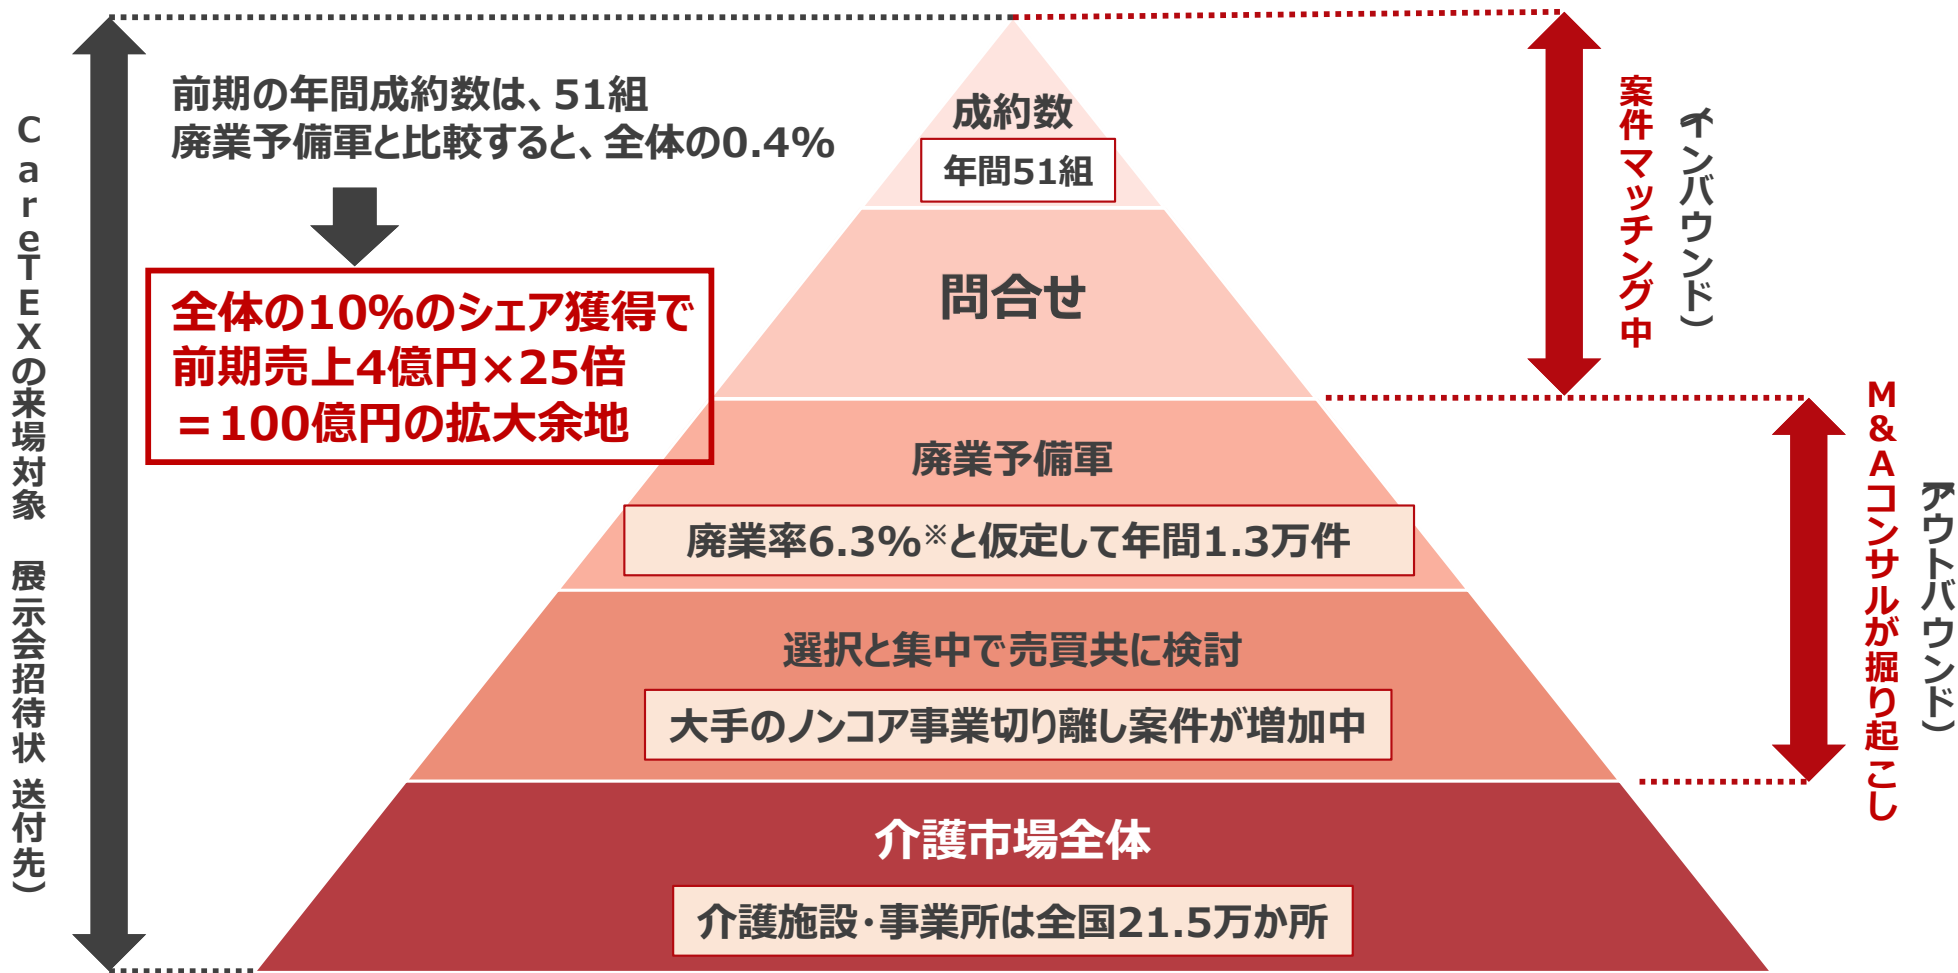 CareTEXの来場対象（展示会招待状 送付先）
前期の年間成約数は、51組
廃業予備軍と比較すると、全体の0.4%
全体の10%のシェア獲得で
前期売上4億円×25倍
＝100億円の拡大余地
成約数
年間51組
問合せ
廃業予備軍
廃業率6.3%※と仮定して年間1.3万件
選択と集中で売買共に検討
大手のノンコア事業切り離し案件が増加中
介護市場全体
介護施設・事業所は全国21.5万か所
（インバウンド）
案件マッチング中
（アウトバウンド）
M&Aコンサルが掘り起こし